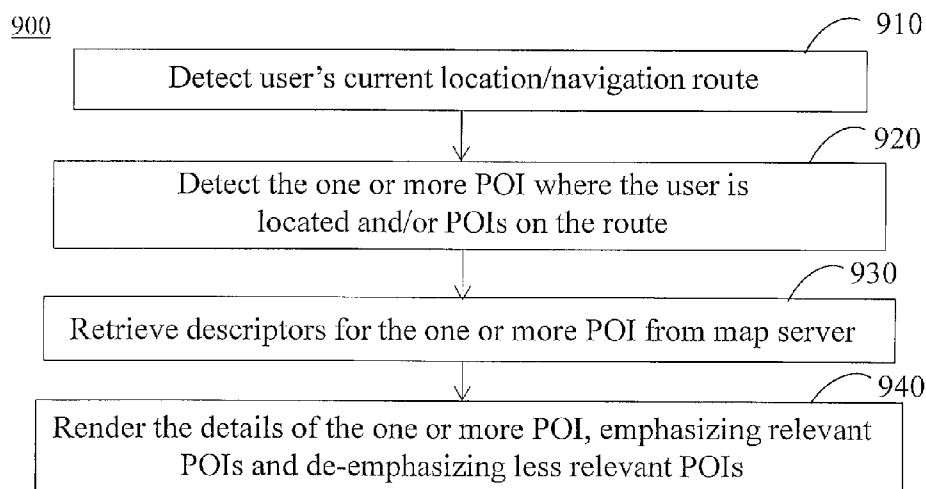 900
910
Detect user's current location/navigation route
920
Detect the one or more POI where the user is
located and/or POIs on the route
930
Retrieve descriptors for the one or more POI from map server
940
Render the details of the one or more POI, emphasizing relevant
POIs and de-emphasizing less relevant POIs